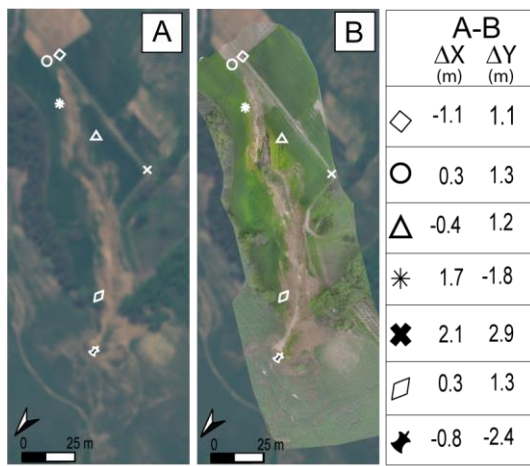 A
B
0 25 m
0 25 m
A-B
ΔX ΔY
(m) (m)
-1.1 1.1
0.3 1.3
-0.4 1.2
1.7 -1.8
2.1 2.9
0.3 1.3
-0.8 -2.4